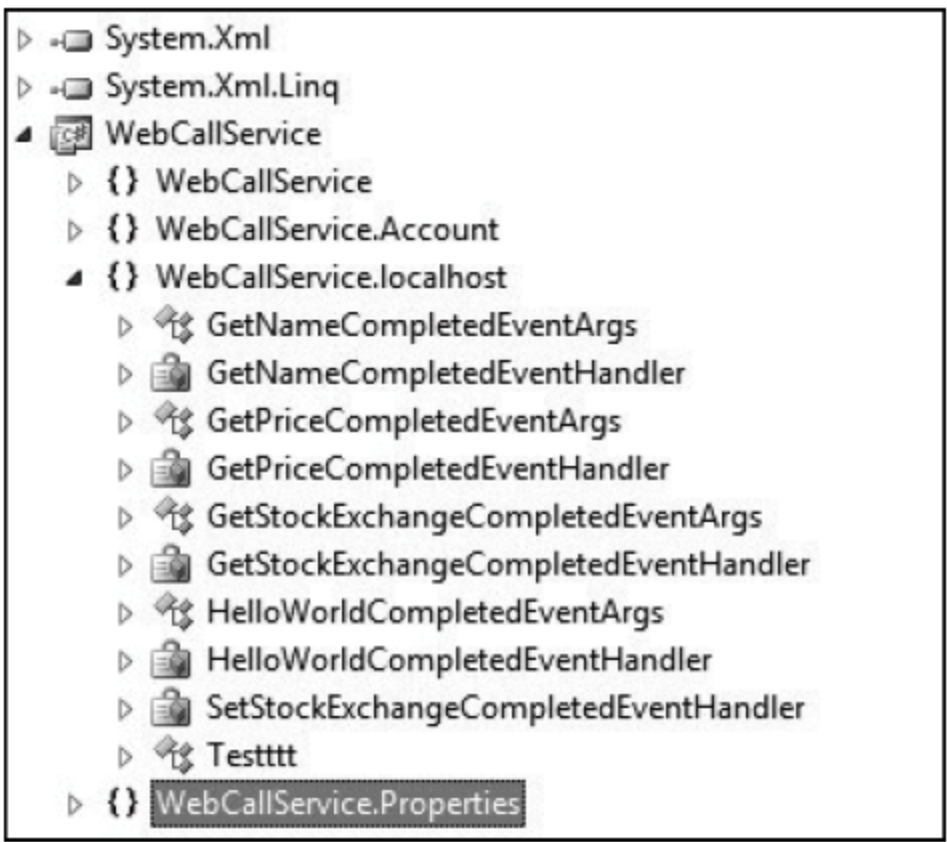 System.Xml
System.Xml.Linq
C# WebCallService
{} WebCallService
{} WebCallService.Account
{} WebCallService.localhost
GetNameCompletedEventArgs
GetNameCompletedEventHandler
GetPriceCompletedEventArgs
GetPriceCompletedEventHandler
GetStockExchangeCompletedEventArgs
GetStockExchangeCompletedEventHandler
HelloWorldCompletedEventArgs
HelloWorldCompletedEventHandler
SetStockExchangeCompletedEventHandler
Testttt
{} WebCallService.Properties